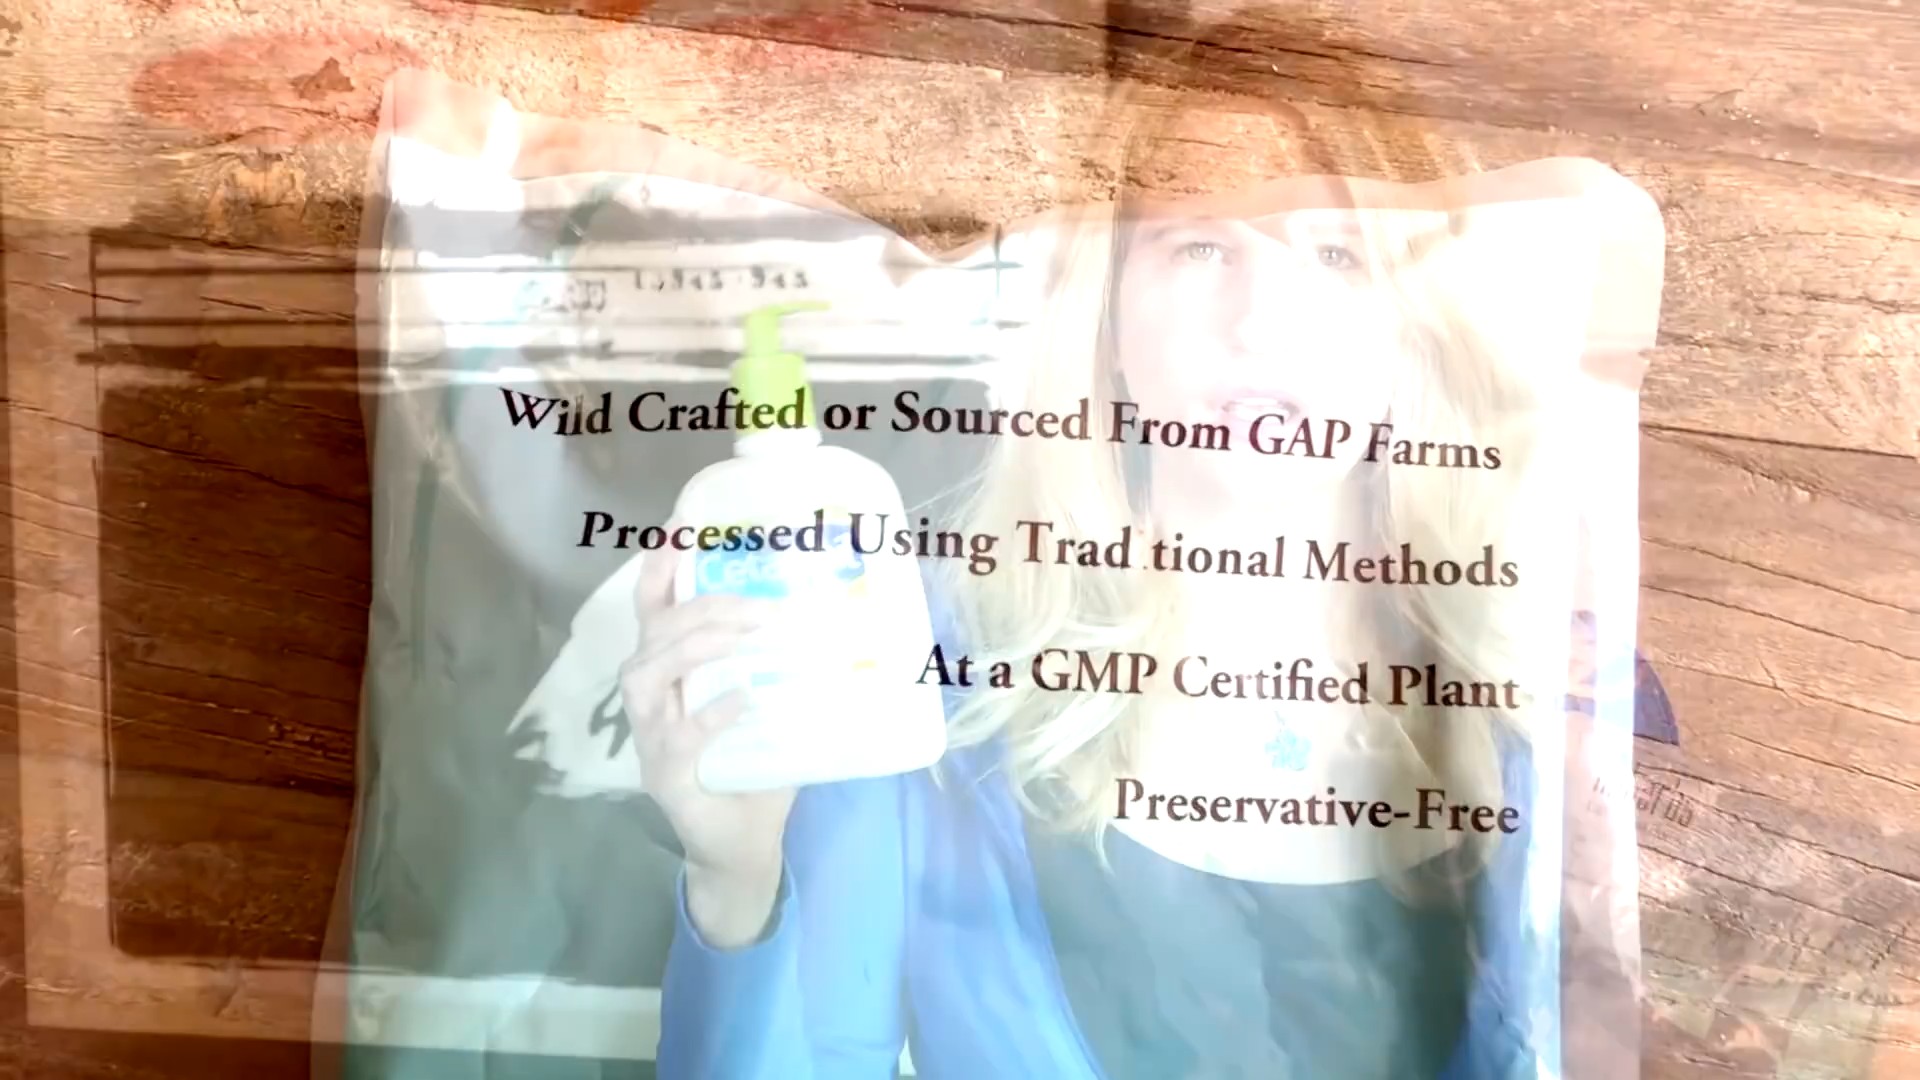 Wild Crafted or Sourced From GAP Farms
Processed Using Traditional Methods
At a GMP Certified Plant
Preservative-Free